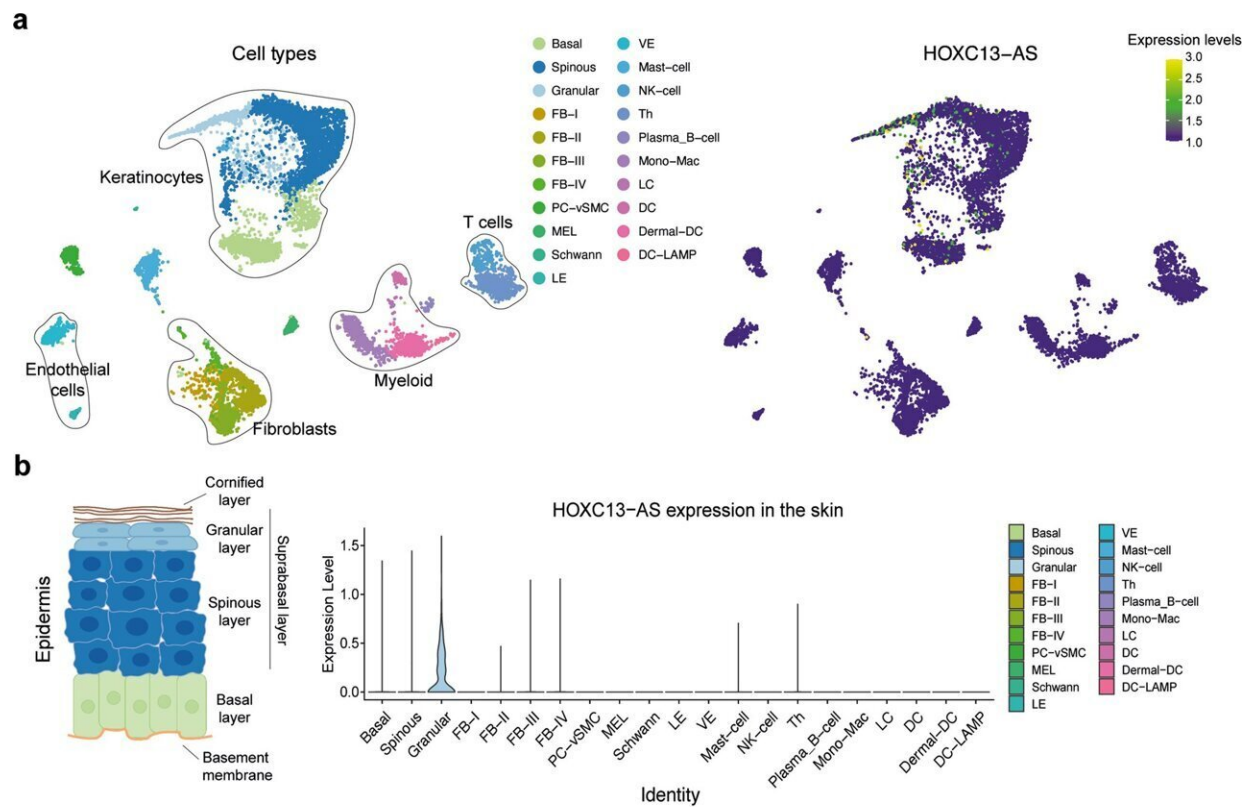 a
Cell types
Basal
Spinous
Granular
FB-I
FB-II
FB-III
FB-IV
PC-vSMC
MEL
Schwann
LE
VE
Mast-cell
NK-cell
Th
Plasma_B-cell
Mono-Mac
LC
DC
Dermal-DC
DC-LAMP
Keratinocytes
T cells
Endothelial
cells
Fibroblasts
Myeloid
HOXC13-AS
Expression levels
3.0
2.5
2.0
1.5
1.0
b
Cornified
layer
Granular
layer
Spinous
layer
Basal
layer
Basement
membrane
Suprabasal layer
Epidermis
HOXC13-AS expression in the skin
Expression Level
1.5
1.0
0.5
0.0
Basal
Spinous
Granular
FB-I
FB-II
FB-III
FB-IV
PC-vSMC
MEL
Schwann
LE
VE
Mast-cell
NK-cell
Th
Plasma_B-cell
Mono-Mac
LC
DC
Dermal-DC
DC-LAMP
Identity
Basal
Spinous
Granular
FB-I
FB-II
FB-III
FB-IV
PC-vSMC
MEL
Schwann
LE
VE
Mast-cell
NK-cell
Th
Plasma_B-cell
Mono-Mac
LC
DC
Dermal-DC
DC-LAMP